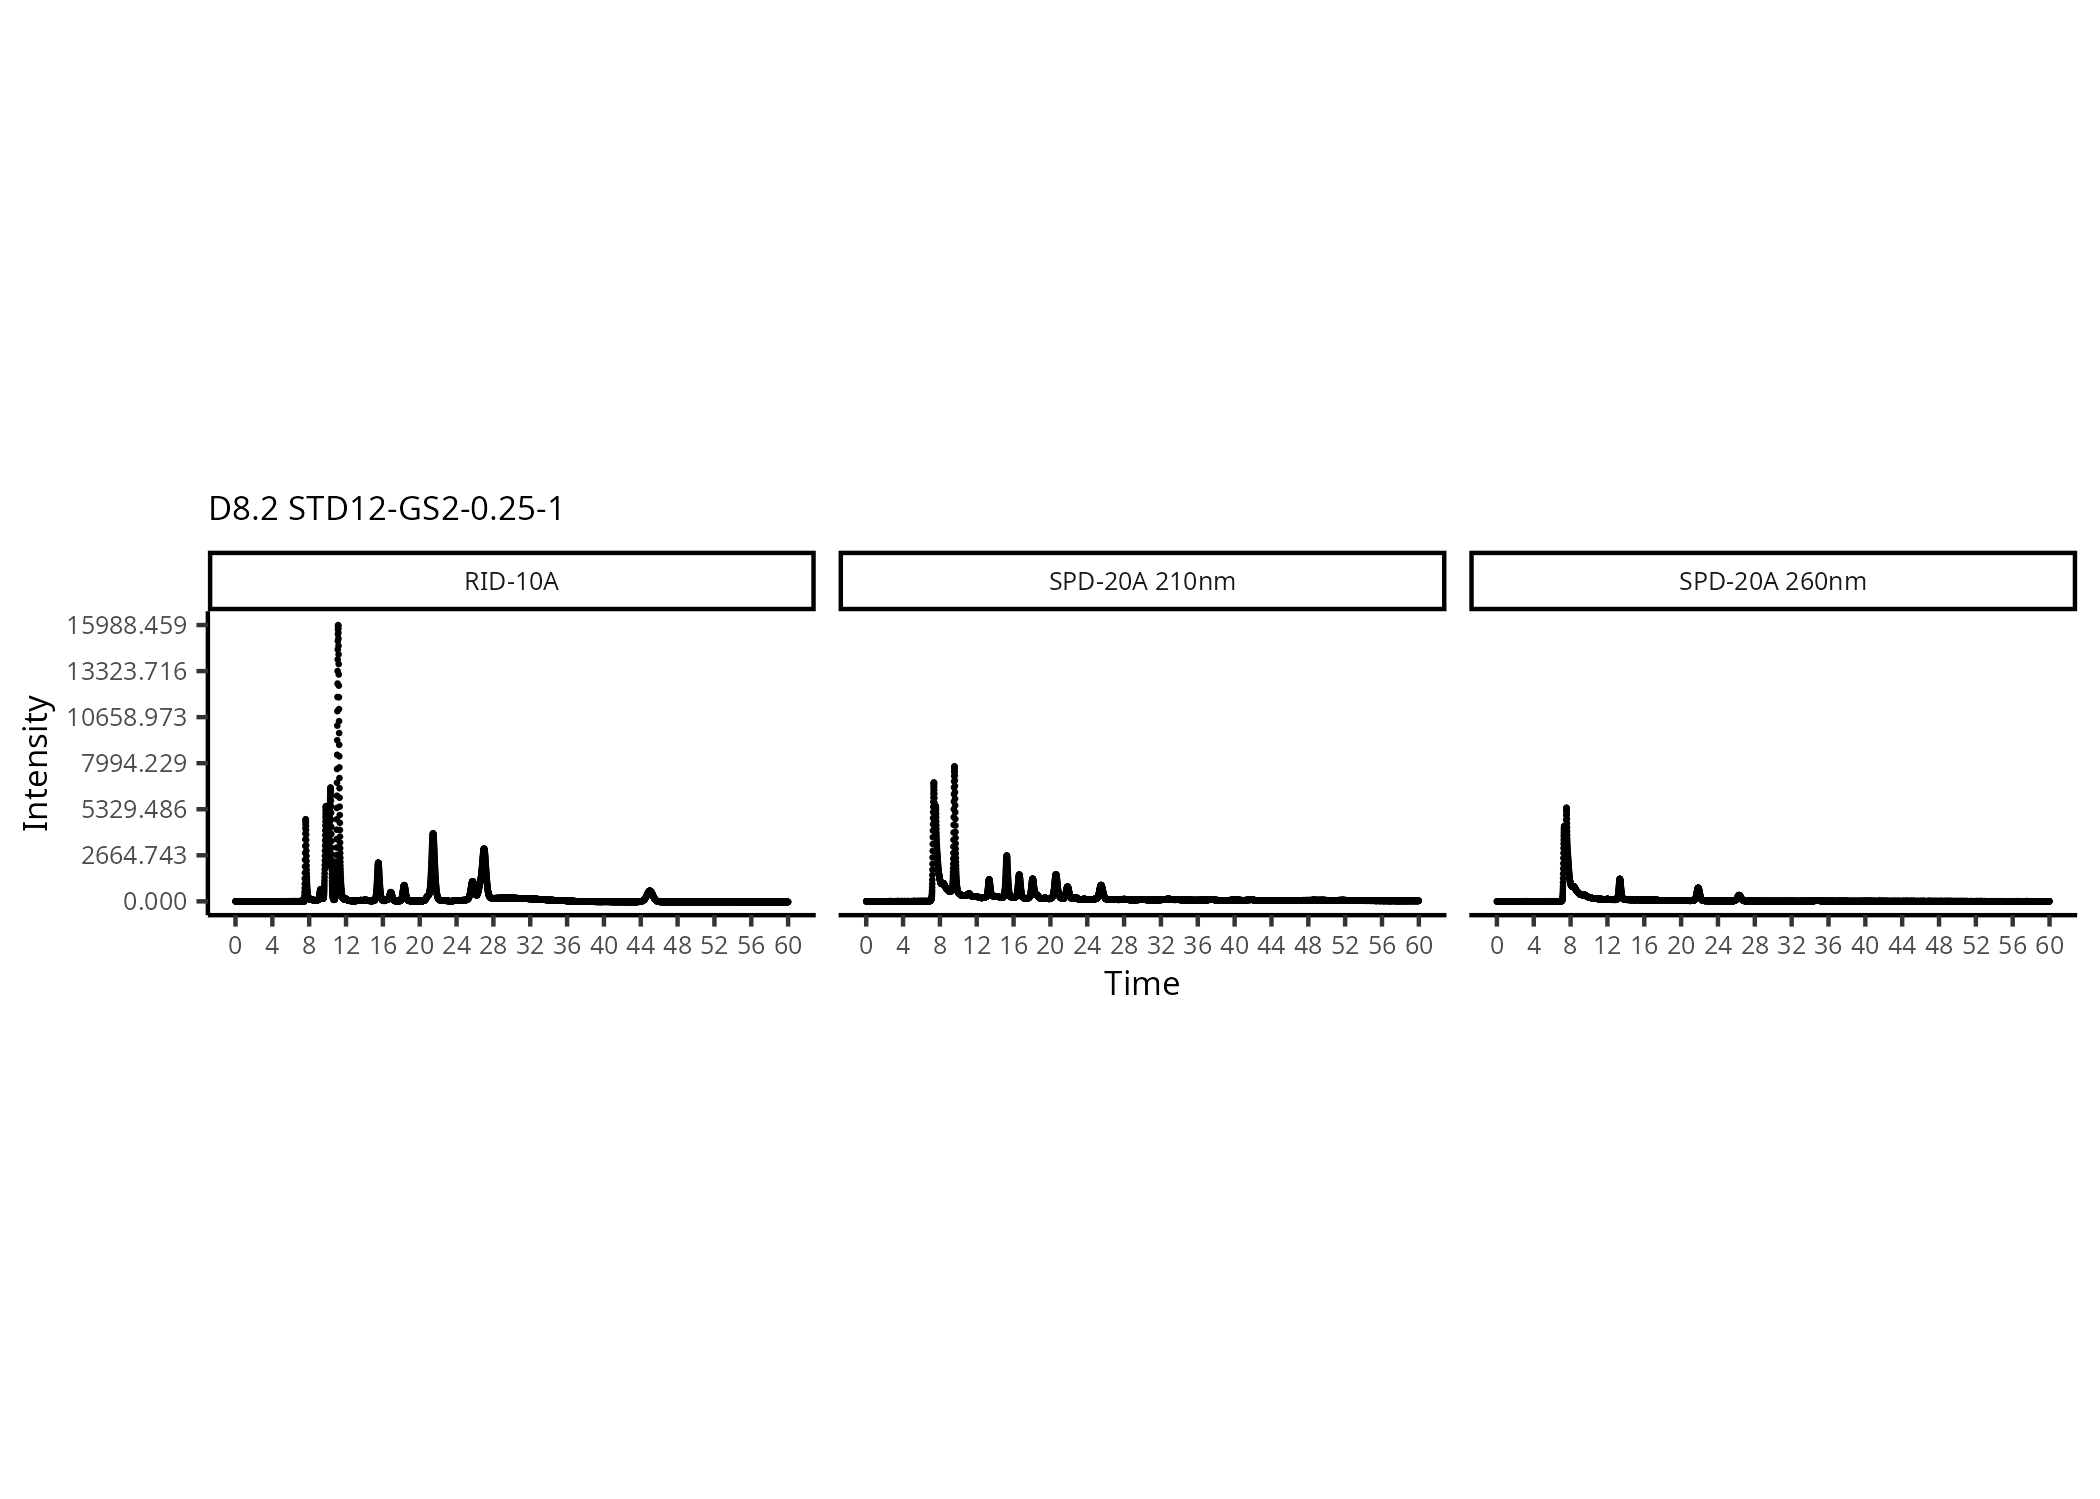 D8.2 STD12-GS2-0.25-1
RID-10A
SPD-20A 210nm
SPD-20A 260nm
Intensity
15988.459
13323.716
10658.973
7994.229
5329.486
2664.743
0.000
0 4 8 12 16 20 24 28 32 36 40 44 48 52 56 60
0 4 8 12 16 20 24 28 32 36 40 44 48 52 56 60
0 4 8 12 16 20 24 28 32 36 40 44 48 52 56 60
Time